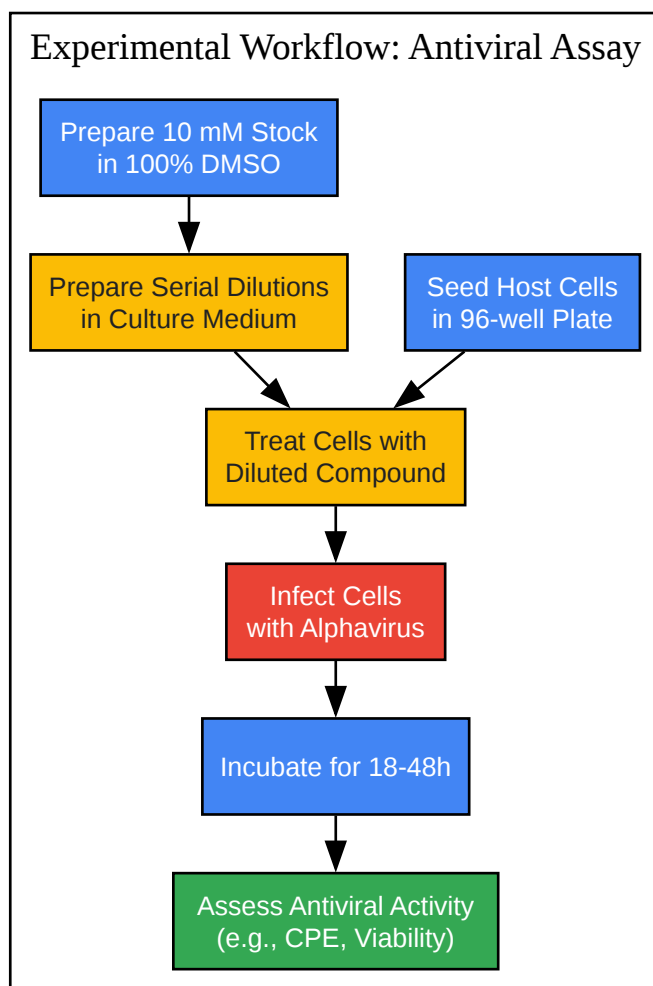 Experimental Workflow: Antiviral Assay
Prepare 10 mM Stock
in 100% DMSO
Prepare Serial Dilutions
in Culture Medium
Seed Host Cells
in 96-well Plate
Treat Cells with
Diluted Compound
Infect Cells
with Alphavirus
Incubate for 18-48h
Assess Antiviral Activity
(e.g., CPE, Viability)